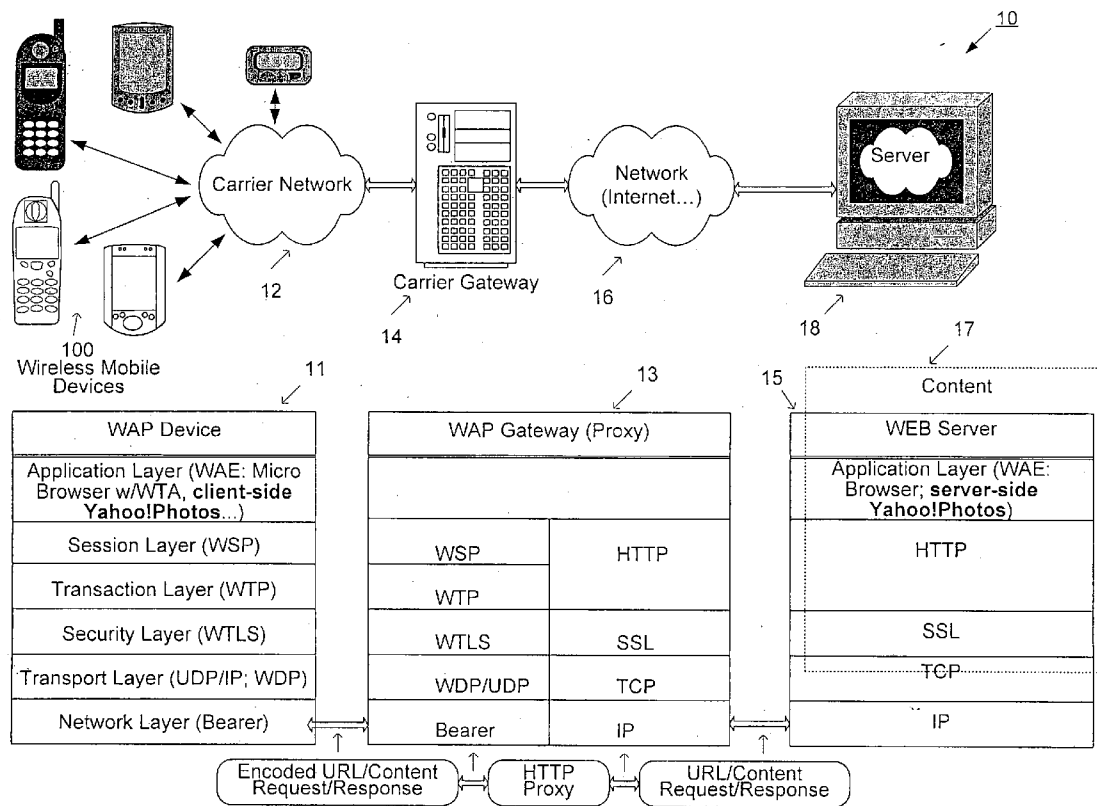 10
Carrier Network
Network
(Internet...)
Server
12
14
Carrier Gateway
16
18
17
100
Wireless Mobile
Devices
11
13
15
Content
WAP Device
Application Layer (WAE: Micro
Browser w/WTA, client-side
Yahoo!Photos...)
Session Layer (WSP)
Transaction Layer (WTP)
Security Layer (WTLS)
Transport Layer (UDP/IP; WDP)
Network Layer (Bearer)
WAP Gateway (Proxy)
WSP
HTTP
WTP
WTLS
SSL
WDP/UDP
TCP
Bearer
IP
WEB Server
Application Layer (WAE:
Browser; server-side
Yahoo!Photos)
HTTP
SSL
TCP
IP
Encoded URL/Content
Request/Response
HTTP
Proxy
URL/Content
Request/Response